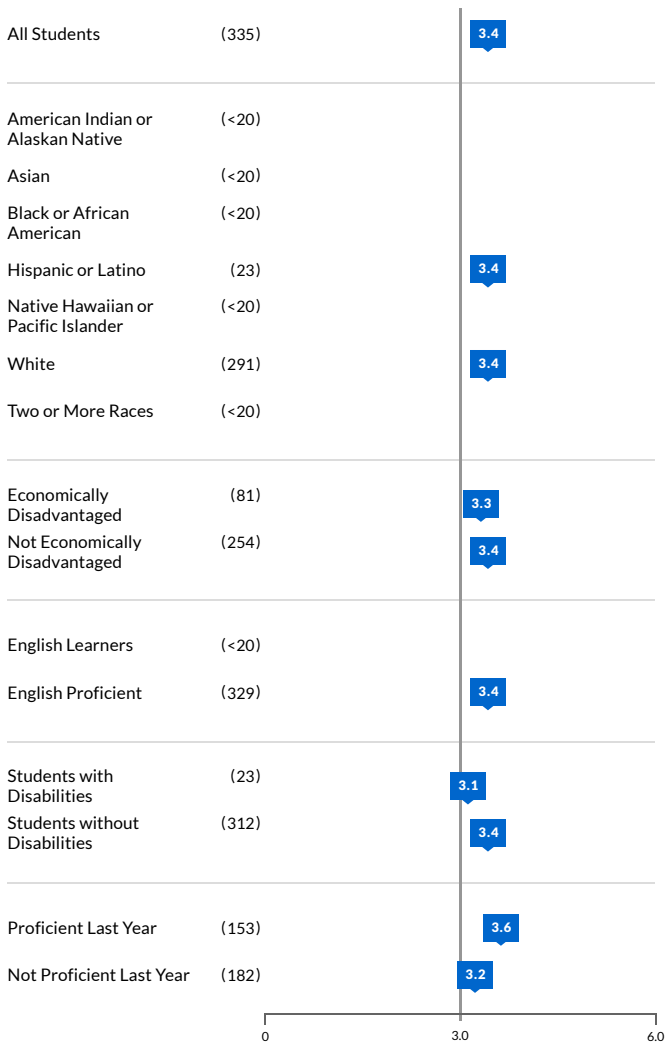 All Students (335) 3.4
American Indian or (<20)
Alaskan Native
Asian (<20)
Black or African (<20)
American
Hispanic or Latino (23) 3.4
Native Hawaiian or (<20)
Pacific Islander
White (291) 3.4
Two or More Races (<20)
Economically (81) 3.3
Disadvantaged
Not Economically (254) 3.4
Disadvantaged
English Learners (<20)
English Proficient (329) 3.4
Students with (23) 3.1
Disabilities
Students without (312) 3.4
Disabilities
Proficient Last Year (153) 3.6
Not Proficient Last Year (182) 3.2
0 3.0 6.0